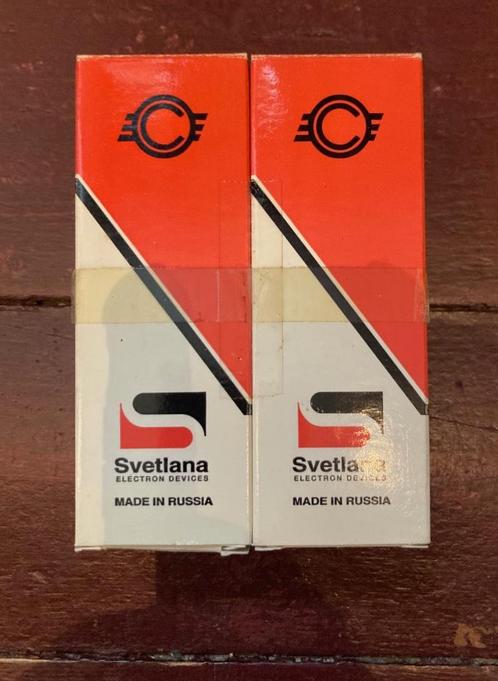 C
Svetlana
ELECTRON DEVICES
MADE IN RUSSIA
C
Svetlana
ELECTRON DEVICES
MADE IN RUSSIA